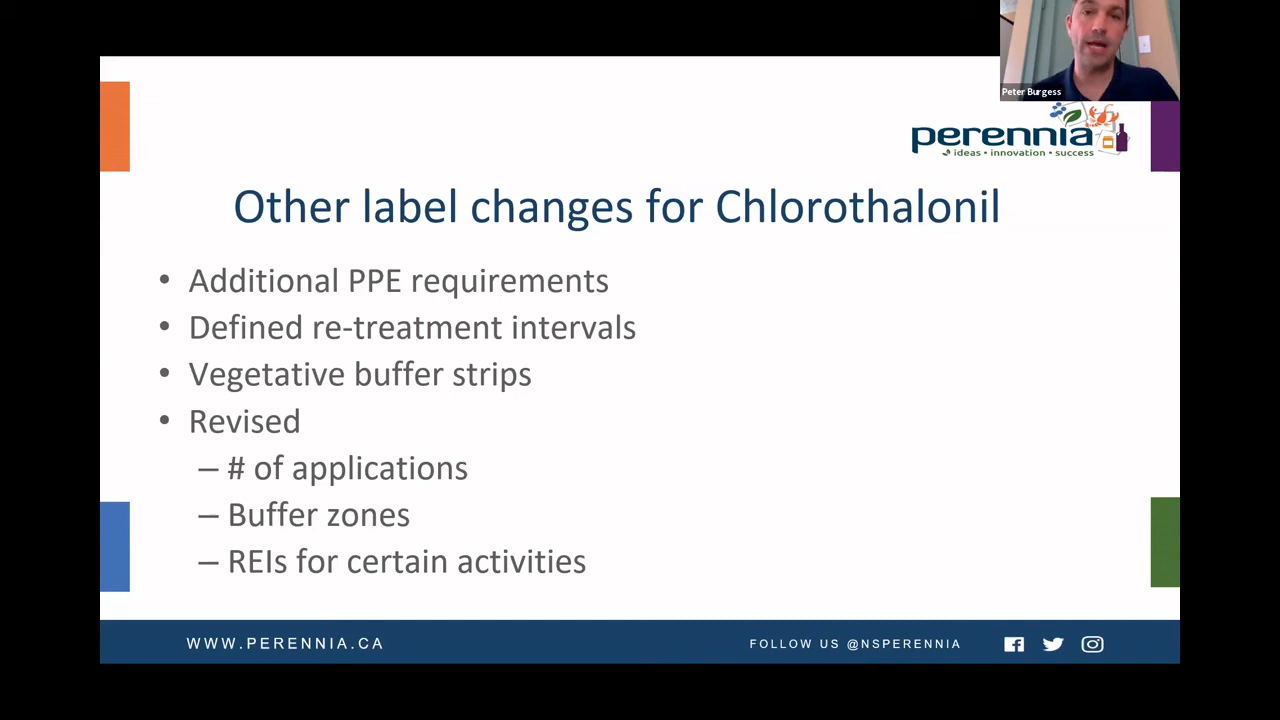 Peter Burgess
perennia
ideas • innovation • success
Other label changes for Chlorothalonil
• Additional PPE requirements
• Defined re-treatment intervals
• Vegetative buffer strips
• Revised
– # of applications
– Buffer zones
– REIs for certain activities
WWW.PERENNIA.CA
FOLLOW US @NSPERENNIA